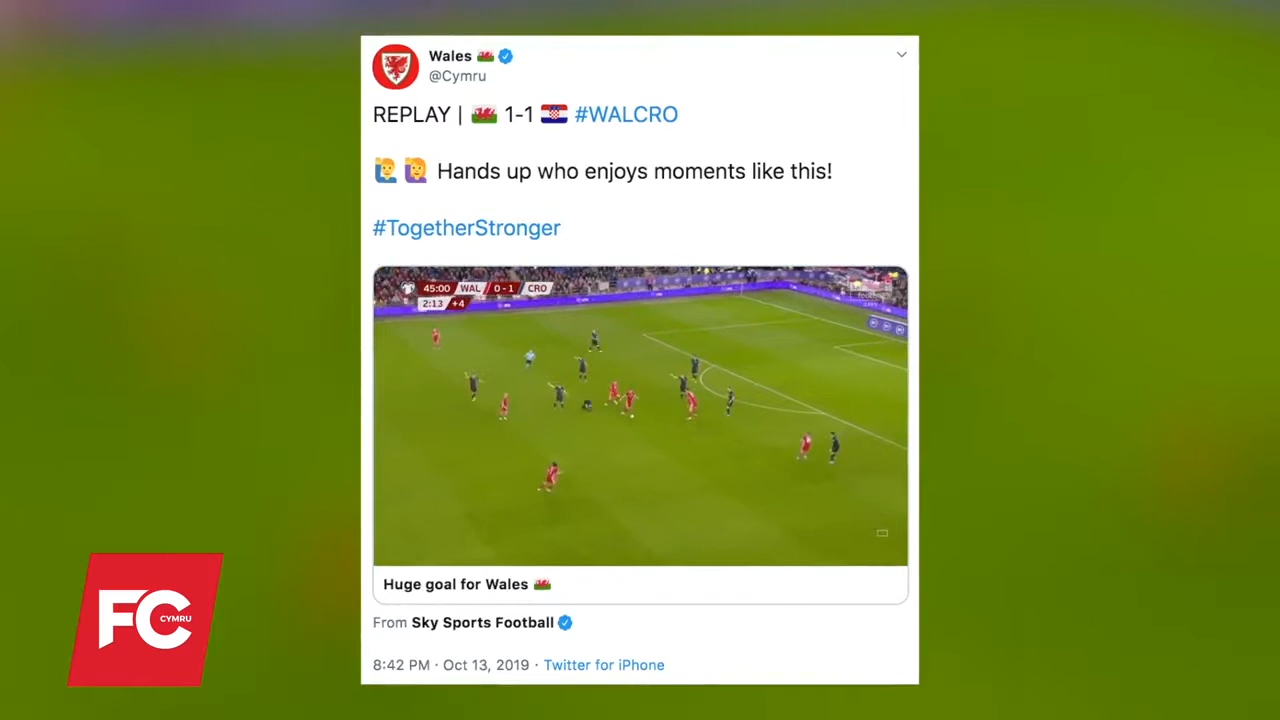 Wales 🏴󠁧󠁢󠁷󠁬󠁳󠁿
@Cymru
REPLAY | 🏴󠁧󠁢󠁷󠁬󠁳󠁿 1-1 🇭🇷 #WALCRO
🙋‍♂️ 🙋‍♀️ Hands up who enjoys moments like this!
#TogetherStronger
45:00 WAL 0 - 1 CRO
2:13 +4
Huge goal for Wales 🏴󠁧󠁢󠁷󠁬󠁳󠁿
From Sky Sports Football
8:42 PM · Oct 13, 2019 · Twitter for iPhone
FC CYMRU